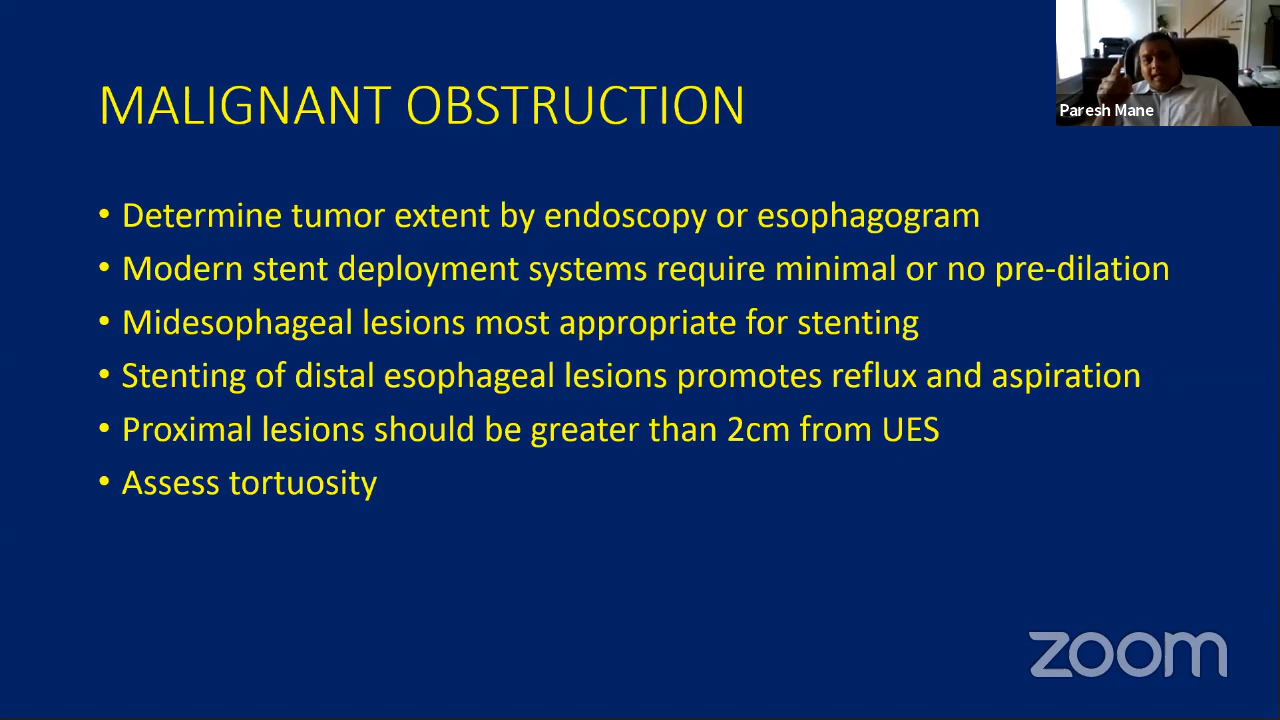 MALIGNANT OBSTRUCTION
Paresh Mane
• Determine tumor extent by endoscopy or esophagogram
• Modern stent deployment systems require minimal or no pre-dilation
• Midesophageal lesions most appropriate for stenting
• Stenting of distal esophageal lesions promotes reflux and aspiration
• Proximal lesions should be greater than 2cm from UES
• Assess tortuosity
zoom